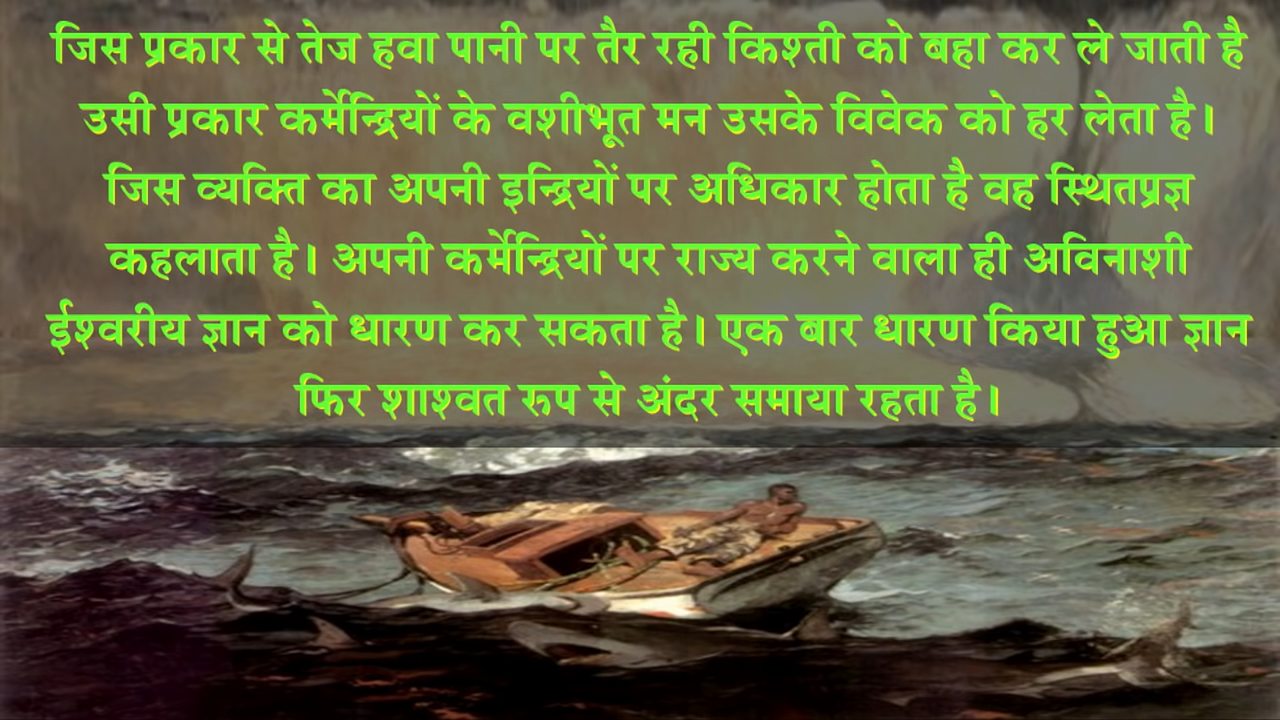 जिस प्रकार से तेज हवा पानी पर तैर रही किश्ती को बहा कर ले जाती है
उसी प्रकार कर्मेन्द्रियों के वशीभूत मन उसके विवेक को हर लेता है।
जिस व्यक्ति का अपनी इन्द्रियों पर अधिकार होता है वह स्थितप्रज्ञ
कहलाता है। अपनी कर्मेन्द्रियों पर राज्य करने वाला ही अविनाशी
ईश्वरीय ज्ञान को धारण कर सकता है। एक बार धारण किया हुआ ज्ञान
फिर शाश्वत रूप से अंदर समाया रहता है।